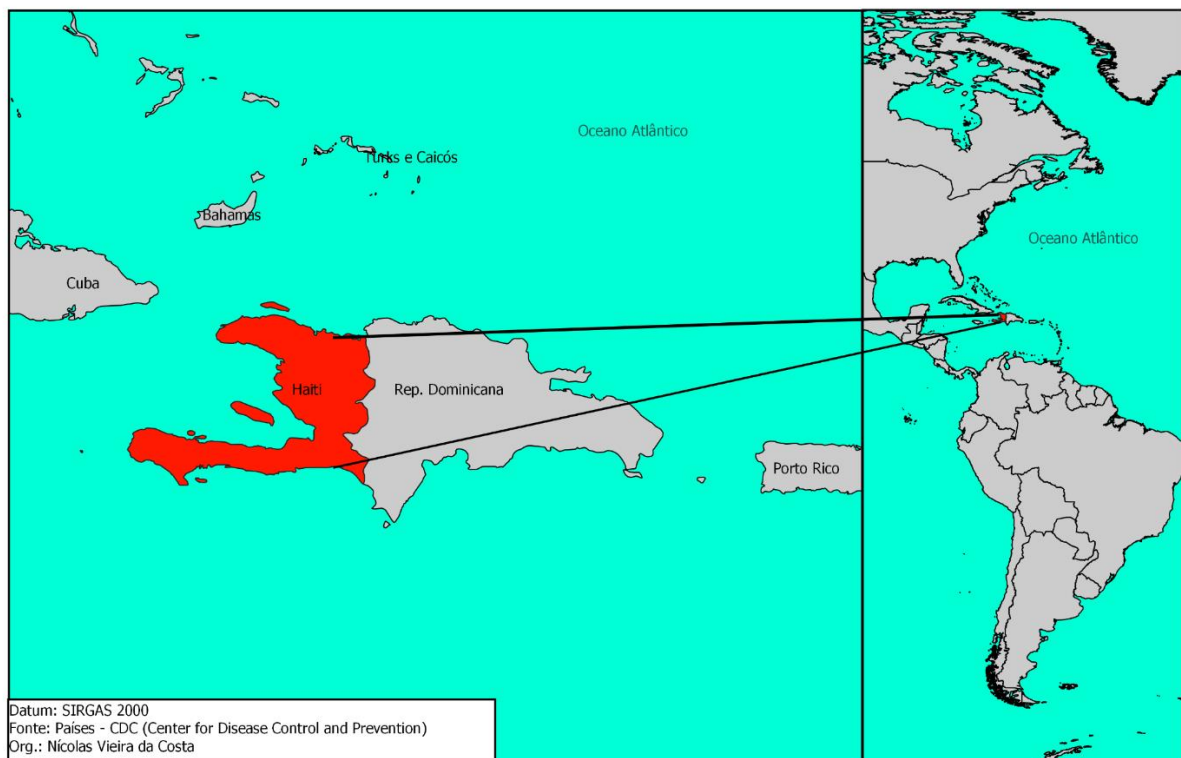 Oceano Atlântico
Turks e Caicós
Bahamas
Oceano Atlântico
Cuba
Haiti
Rep. Dominicana
Porto Rico
Datum: SIRGAS 2000
Fonte: Países - CDC (Center for Disease Control and Prevention)
Org.: Nícolas Vieira da Costa